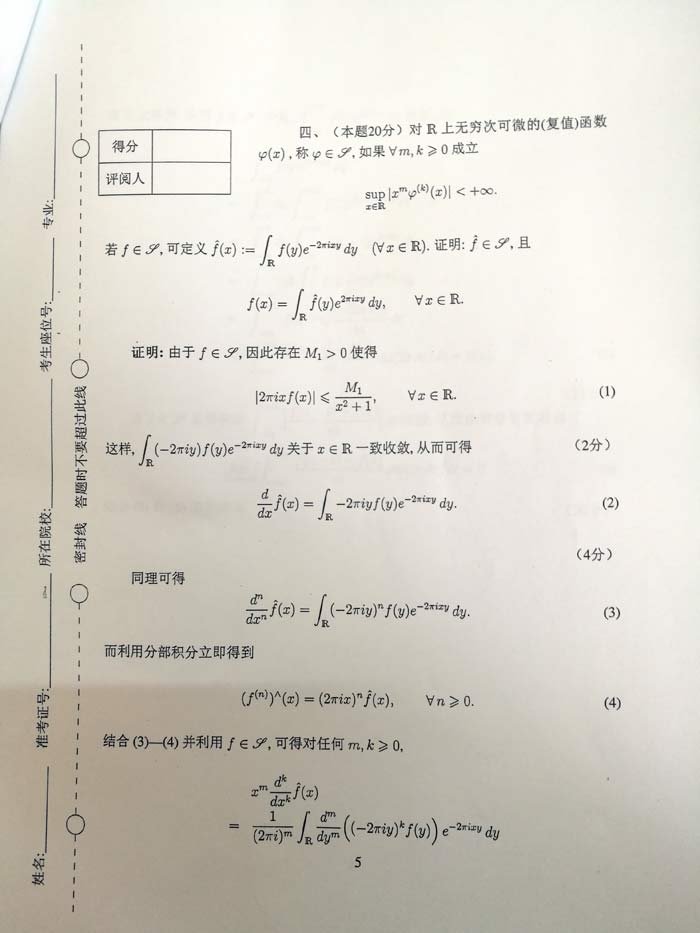 四、（本题20分）对 ℝ 上无穷次可微的(复值)函数
得分
φ(x), 称 φ ∈ 𝒮, 如果 ∀m, k ⩾ 0 成立
评阅人
sup_{x∈ℝ} |x^m φ^{(k)}(x)| < +∞.
若 f ∈ 𝒮, 可定义 f̂(x) := ∫_ℝ f(y)e^{-2πixy} dy (∀x ∈ ℝ). 证明: f̂ ∈ 𝒮, 且
f(x) = ∫_ℝ f̂(y)e^{2πixy} dy, ∀x ∈ ℝ.
证明: 由于 f ∈ 𝒮, 因此存在 M₁ > 0 使得
|2πixf(x)| ⩽ M₁/(x²+1), ∀x ∈ ℝ. (1)
这样, ∫_ℝ (-2πiy)f(y)e^{-2πixy} dy 关于 x ∈ ℝ 一致收敛, 从而可得 （2分）
d/dx f̂(x) = ∫_ℝ -2πiyf(y)e^{-2πixy} dy. (2)
（4分）
同理可得
d^n/dx^n f̂(x) = ∫_ℝ (-2πiy)^n f(y)e^{-2πixy} dy. (3)
而利用分部积分立即得到
(f^{(n)})^∧(x) = (2πix)^n f̂(x), ∀n ⩾ 0. (4)
结合 (3)—(4) 并利用 f ∈ 𝒮, 可得对任何 m, k ⩾ 0,
x^m d^k/dx^k f̂(x)
= 1/(2πi)^m ∫_ℝ d^m/dy^m ((-2πiy)^k f(y)) e^{-2πixy} dy
5
姓名: 准考证号: 所在院校: 考生座位号: 专业:
密封线 答题时不要超过此线